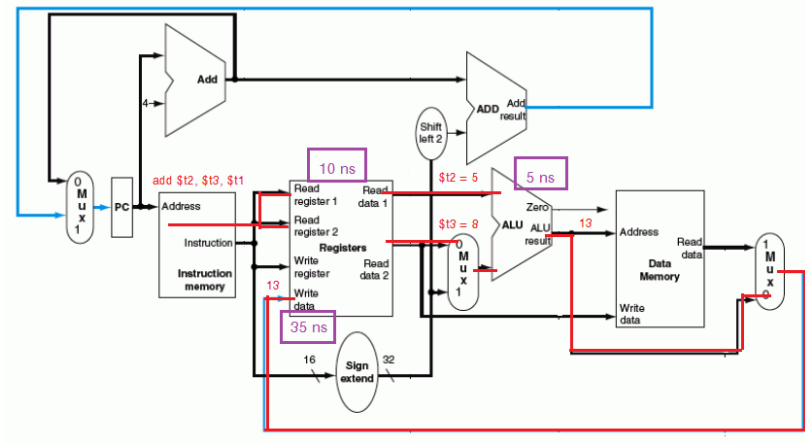 Add
4
ADD
Add
result
Shift
left 2
0
M
u
x
1
PC
add $t2, $t3, $t1
Address
Instruction
Instruction
memory
10 ns
Read
register 1
Read
data 1
Read
register 2
Registers
Write
register
Read
data 2
13
Write
data
35 ns
16
Sign
extend
32
$t2 = 5
$t3 = 8
0
M
u
x
1
5 ns
Zero
ALU
ALU
result
13
Address
Read
data
Data
Memory
Write
data
1
M
u
x
0